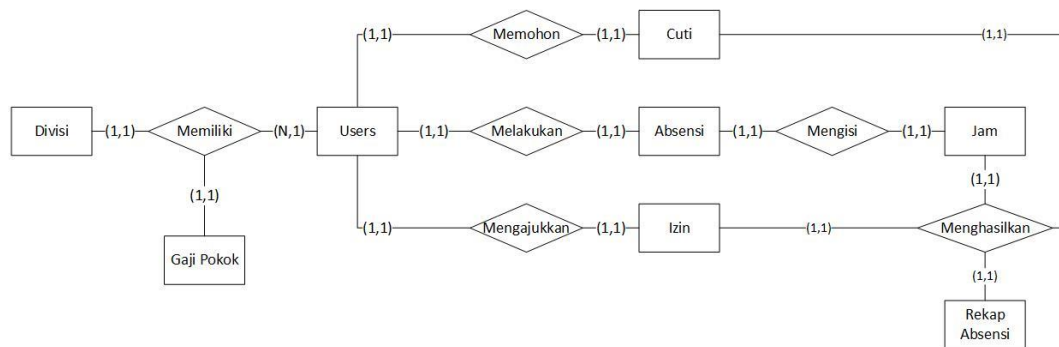 (1,1)
Memohon
(1,1)
Cuti
(1,1)
Divisi
(1,1)
Memiliki
(N,1)
Users
(1,1)
Melakukan
(1,1)
Absensi
(1,1)
Mengisi
(1,1)
Jam
(1,1)
(1,1)
Gaji Pokok
(1,1)
Mengajukkan
(1,1)
Izin
(1,1)
Menghasilkan
(1,1)
Rekap
Absensi